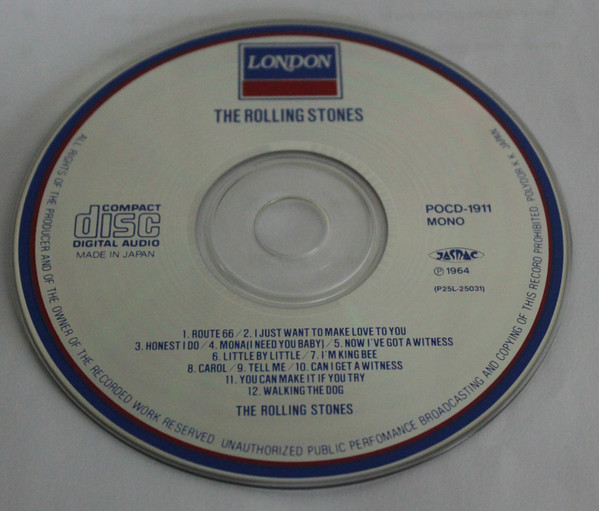 LONDON
THE ROLLING STONES
COMPACT
disc
DIGITAL AUDIO
MADE IN JAPAN
POCD-1911
MONO
JASRAC
Ⓟ 1964
(P25L-25031)
1. ROUTE 66 / 2. I JUST WANT TO MAKE LOVE TO YOU
3. HONEST I DO / 4. MONA (I NEED YOU BABY) / 5. NOW I'VE GOT A WITNESS
6. LITTLE BY LITTLE / 7. I'M KING BEE
8. CAROL / 9. TELL ME / 10. CAN I GET A WITNESS
11. YOU CAN MAKE IT IF YOU TRY
12. WALKING THE DOG
THE ROLLING STONES
ALL RIGHTS OF THE PRODUCER AND OF THE OWNER OF THE RECORDED WORK RESERVED. UNAUTHORIZED PUBLIC PERFOMANCE BROADCASTING AND COPYING OF THIS RECORD PROHIBITED. POLYDOR K.K. JAPAN